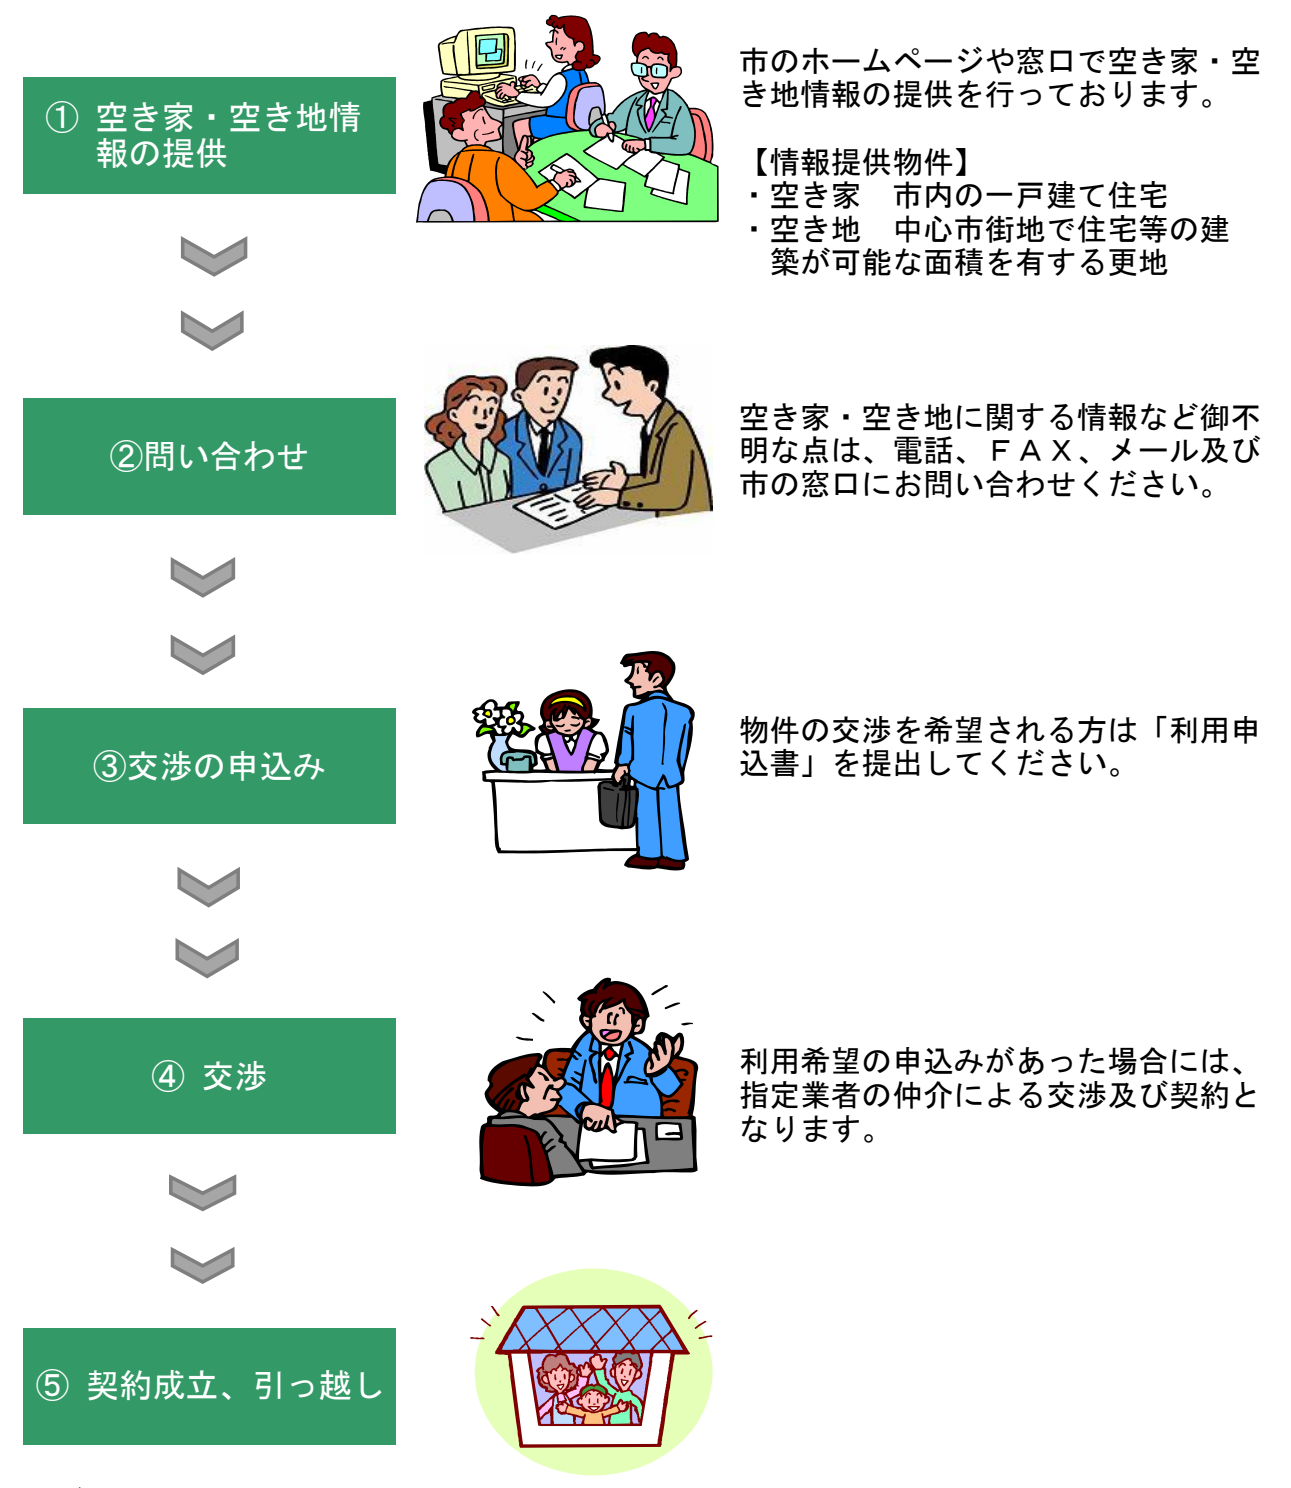 ① 空き家・空き地情
報の提供
市のホームページや窓口で空き家・空
き地情報の提供を行っております。
【情報提供物件】
・空き家　市内の一戸建て住宅
・空き地　中心市街地で住宅等の建
築が可能な面積を有する更地
②問い合わせ
空き家・空き地に関する情報など御不
明な点は、電話、ＦＡＸ、メール及び
市の窓口にお問い合わせください。
③交渉の申込み
物件の交渉を希望される方は「利用申
込書」を提出してください。
④ 交渉
利用希望の申込みがあった場合には、
指定業者の仲介による交渉及び契約と
なります。
⑤ 契約成立、引っ越し